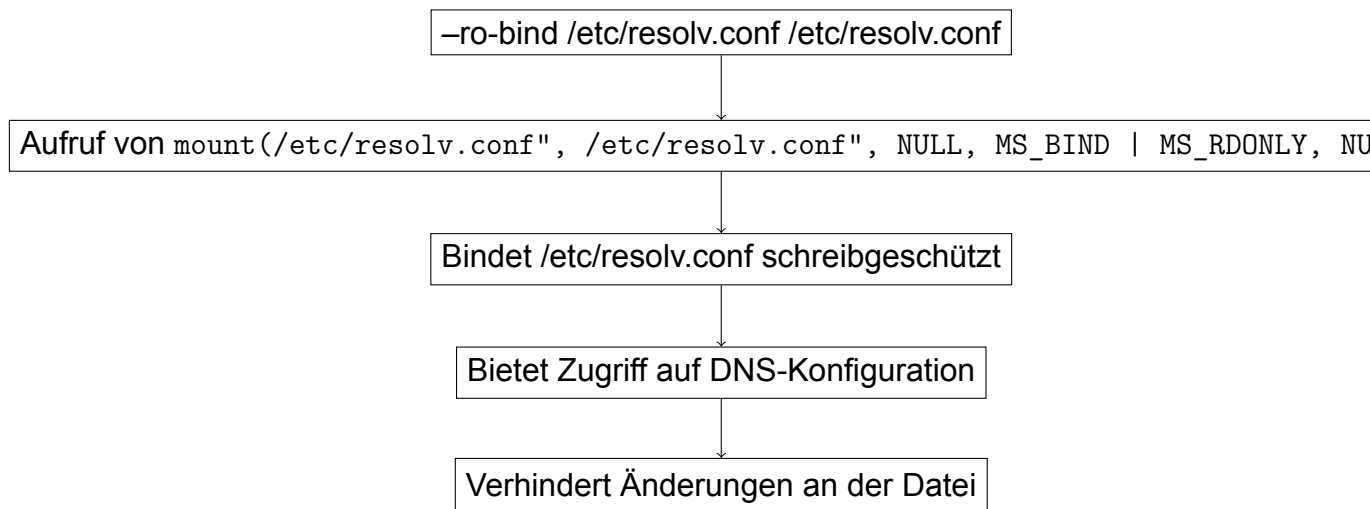 –ro-bind /etc/resolv.conf /etc/resolv.conf
Aufruf von mount(/etc/resolv.conf", /etc/resolv.conf", NULL, MS_BIND | MS_RDONLY, NU
Bindet /etc/resolv.conf schreibgeschützt
Bietet Zugriff auf DNS-Konfiguration
Verhindert Änderungen an der Datei